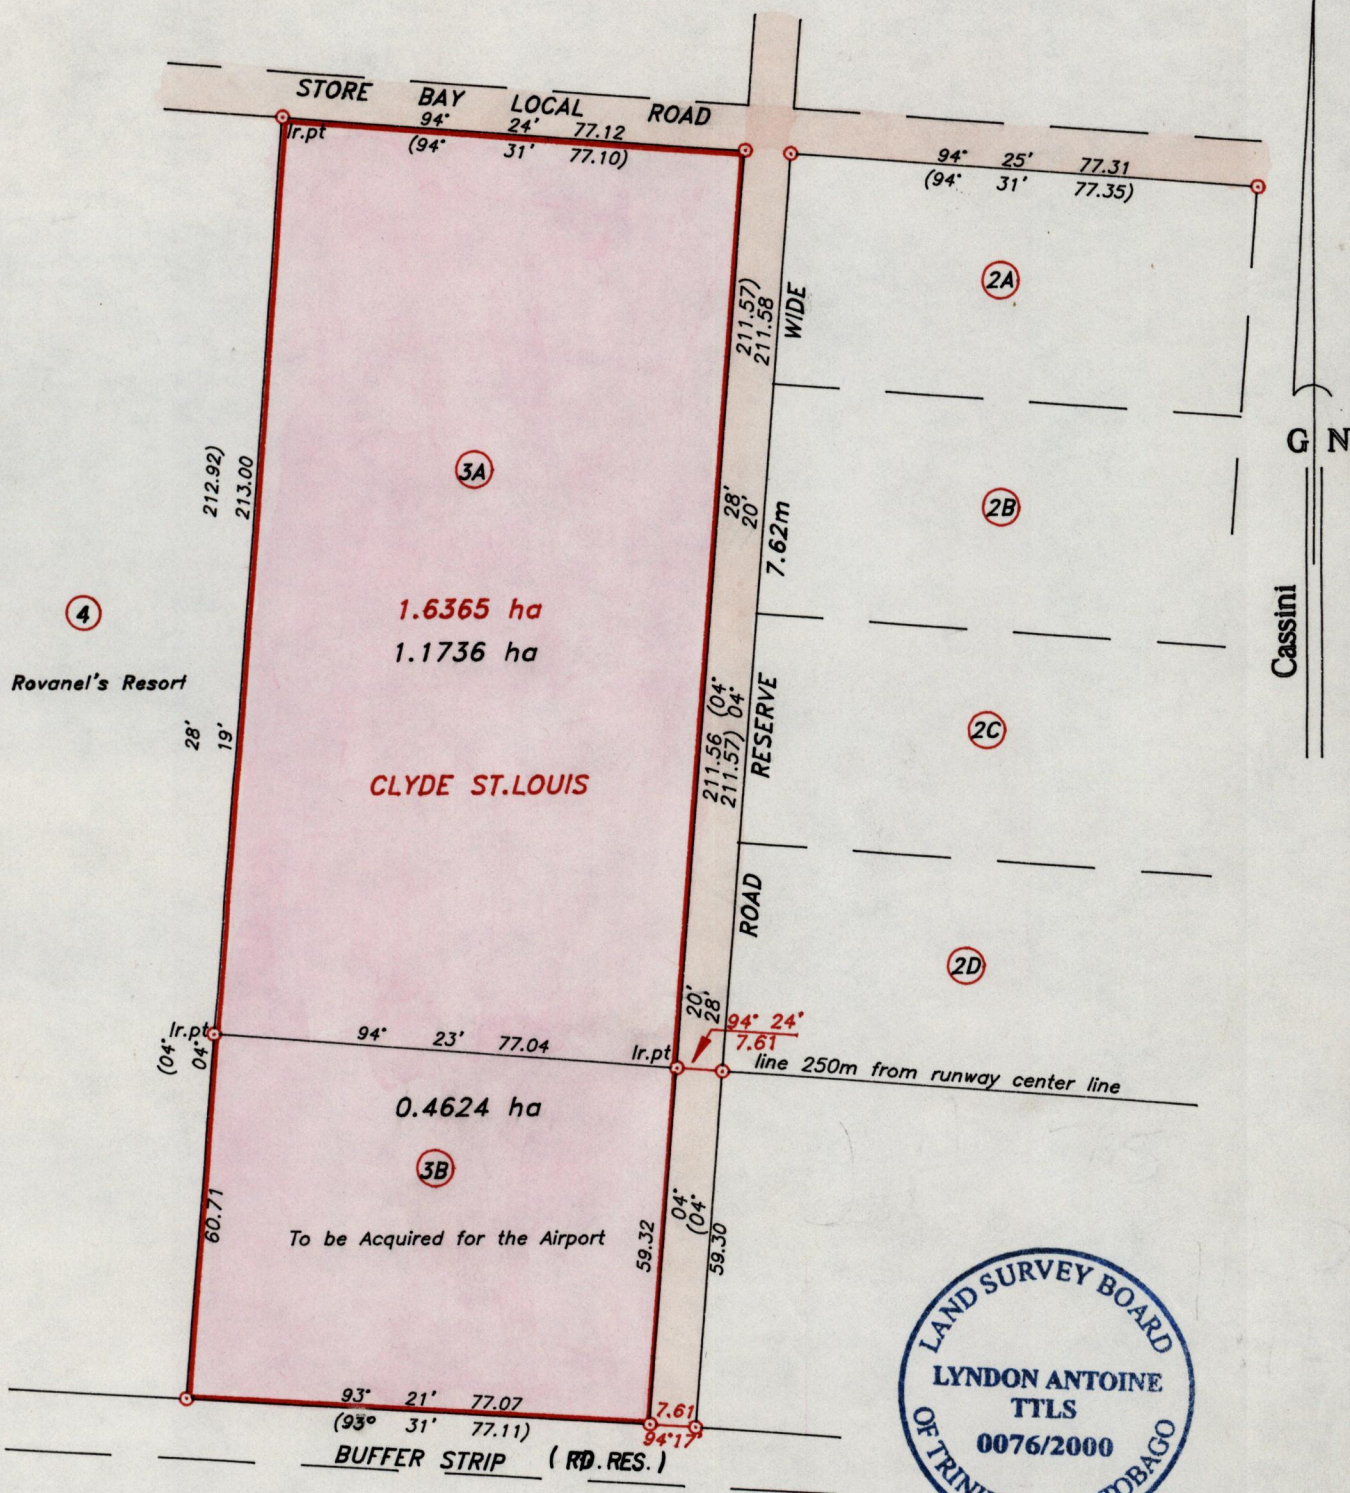 STORE BAY LOCAL ROAD
94° 24' 77.12
(94° 31' 77.10)
Ir.pt
94° 25' 77.31
(94° 31' 77.35)
2A
211.57)
211.58
WIDE
G N
3A
212.92)
213.00
28'
20'
2B
7.62m
Cassini
4
1.6365 ha
1.1736 ha
Rovanel's Resort
28'
19'
(04°
04°
211.56
211.57)
RESERVE
2C
CLYDE ST.LOUIS
ROAD
2D
20'
28'
94° 24'
7.61
Ir.pt
94° 23' 77.04
Ir.pt
(04°
04°
line 250m from runway center line
0.4624 ha
3B
60.71
To be Acquired for the Airport
59.32
04°
(04°
59.30
93° 21' 77.07
(93° 31' 77.11)
7.61
94°17'
BUFFER STRIP (RD.RES.)
LAND SURVEY BOARD
LYNDON ANTOINE
TTLS
0076/2000